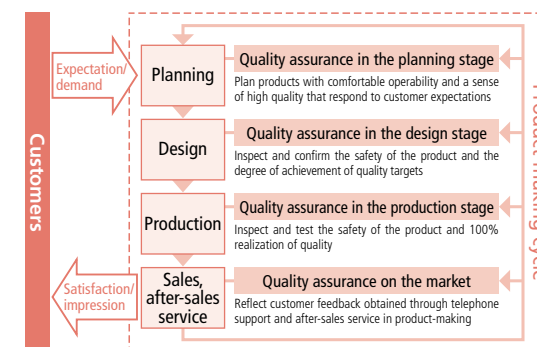 Customers
Expectation/
demand
Planning
Quality assurance in the planning stage
Plan products with comfortable operability and a sense
of high quality that respond to customer expectations
Design
Quality assurance in the design stage
Inspect and confirm the safety of the product and the
degree of achievement of quality targets
Production
Quality assurance in the production stage
Inspect and test the safety of the product and 100%
realization of quality
Satisfaction/
impression
Sales,
after-sales
service
Quality assurance on the market
Reflect customer feedback obtained through telephone
support and after-sales service in product-making
Product making cycle